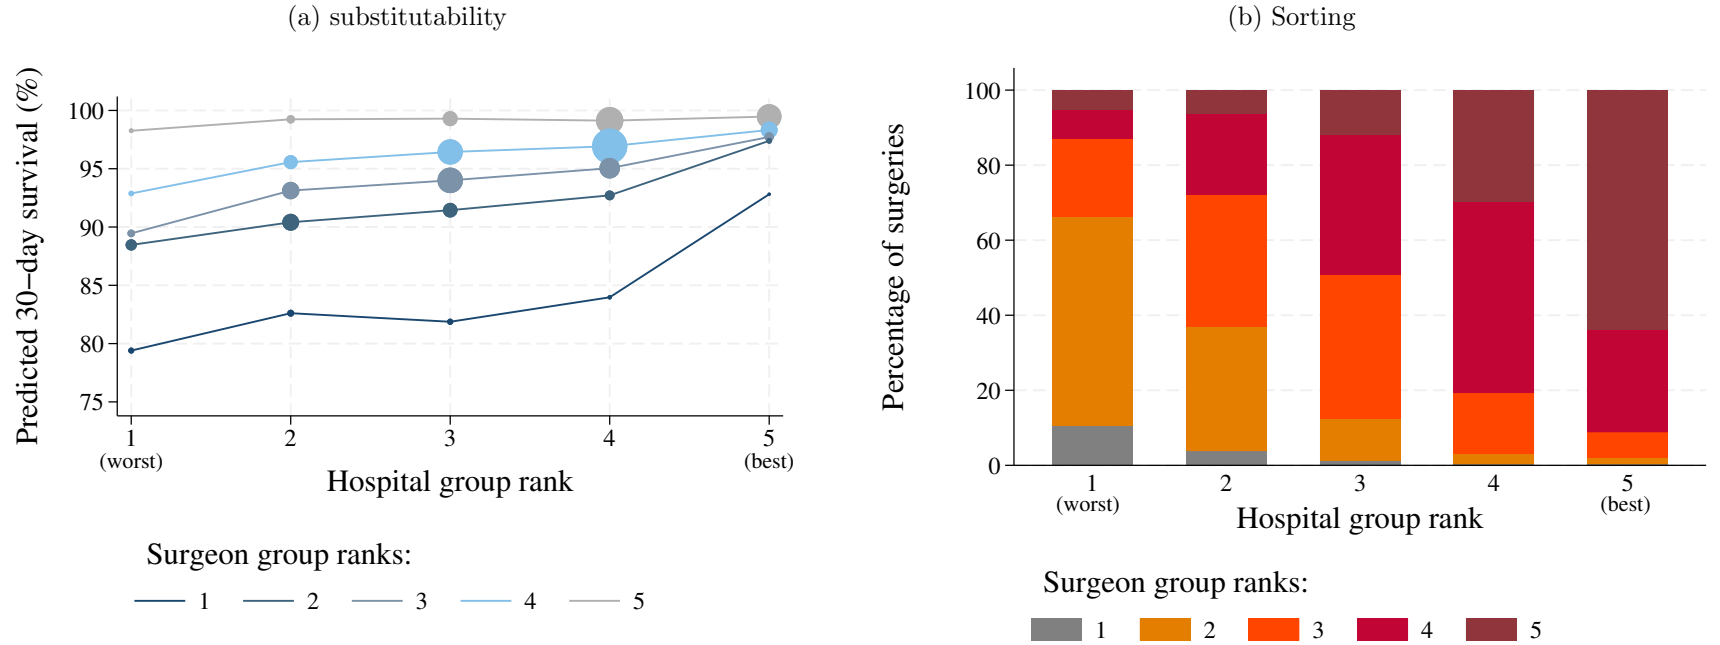 (a) substitutability
Predicted 30−day survival (%)
100
95
90
85
80
75
1 2 3 4 5
(worst) (best)
Hospital group rank
Surgeon group ranks:
1 2 3 4 5
(b) Sorting
Percentage of surgeries
100
80
60
40
20
0
1 2 3 4 5
(worst) (best)
Hospital group rank
Surgeon group ranks:
1 2 3 4 5